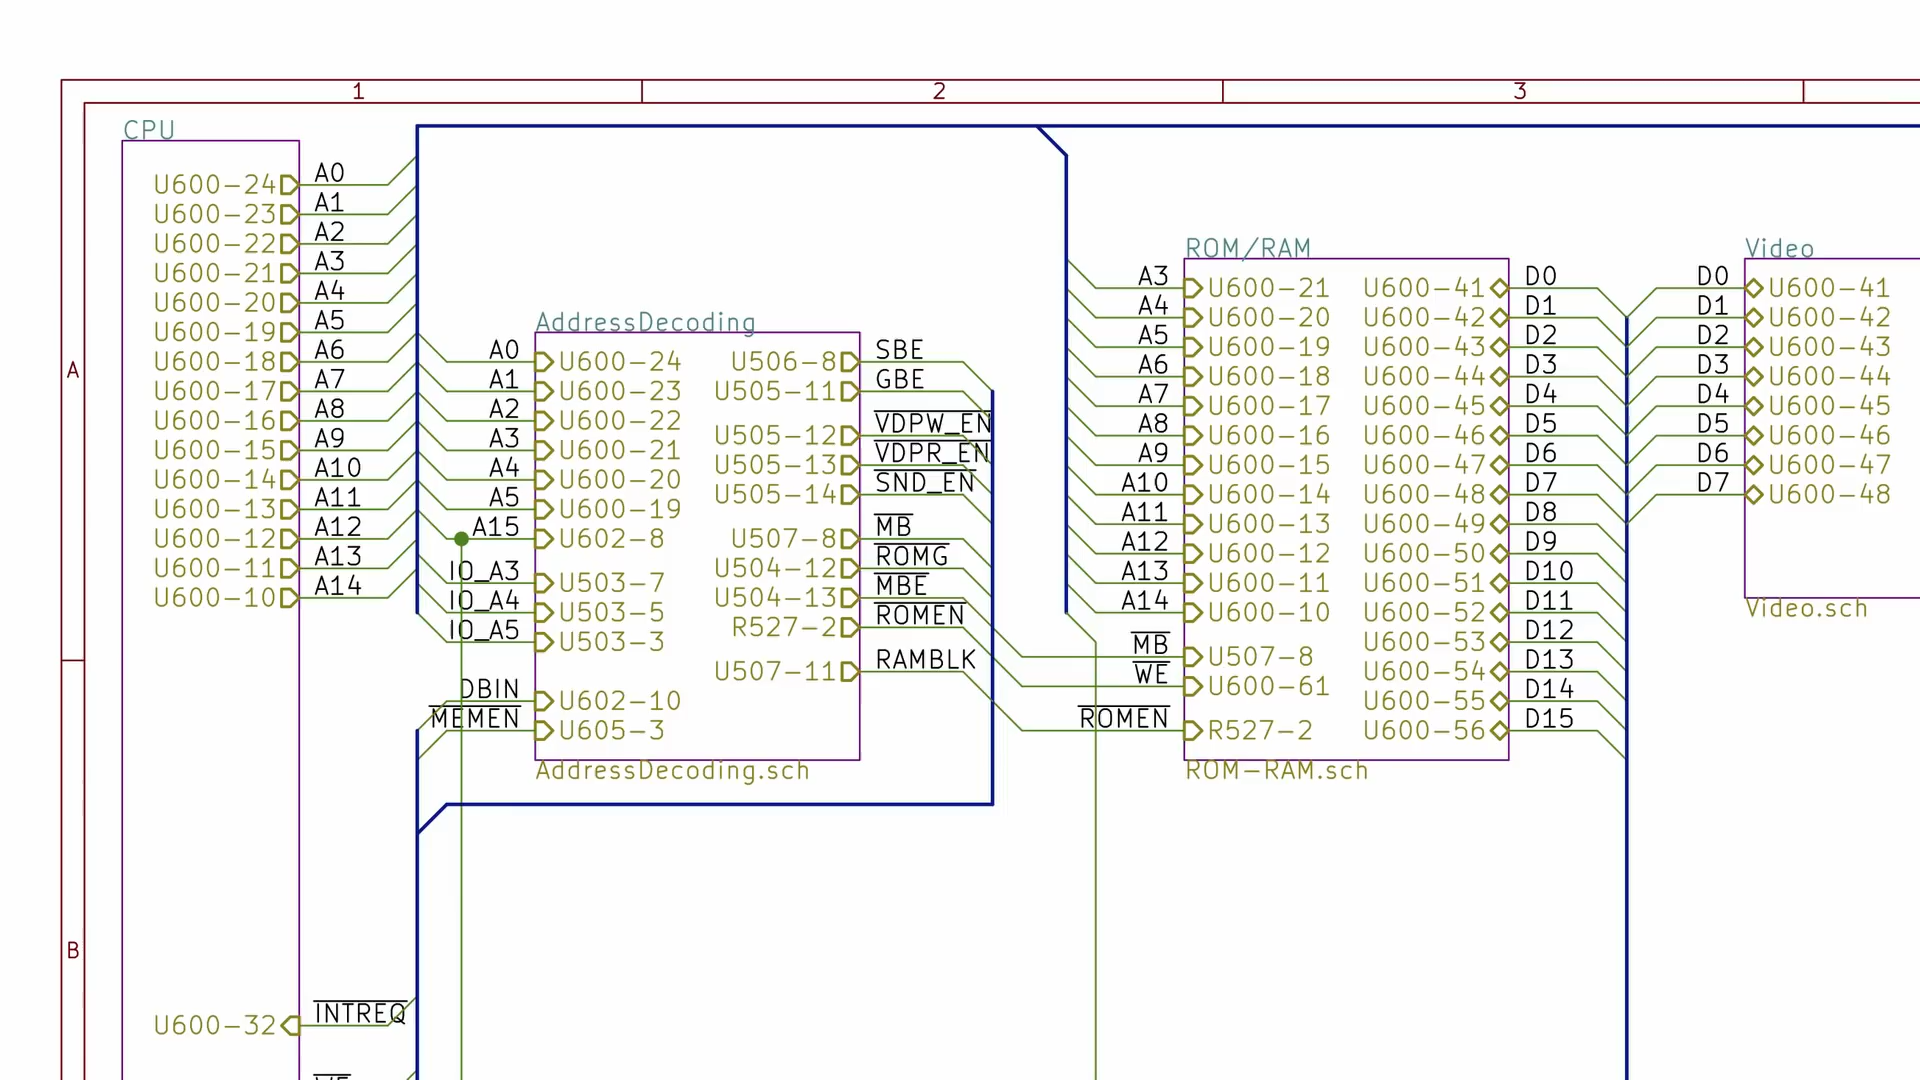 1
2
3
A
B
CPU
U600-24 A0
U600-23 A1
U600-22 A2
U600-21 A3
U600-20 A4
U600-19 A5
U600-18 A6
U600-17 A7
U600-16 A8
U600-15 A9
U600-14 A10
U600-13 A11
U600-12 A12
U600-11 A13
U600-10 A14
U600-32 INTREQ
AddressDecoding
A0 U600-24
A1 U600-23
A2 U600-22
A3 U600-21
A4 U600-20
A5 U600-19
A15 U602-8
IO_A3 U503-7
IO_A4 U503-5
IO_A5 U503-3
DBIN U602-10
MEMEN U605-3
U506-8 SBE
U505-11 GBE
U505-12 VDPW_EN
U505-13 VDPR_EN
U505-14 SND_EN
U507-8 MB
U504-12 ROMG
U504-13 MBE
R527-2 ROMEN
U507-11 RAMBLK
AddressDecoding.sch
ROM/RAM
A3 U600-21
A4 U600-20
A5 U600-19
A6 U600-18
A7 U600-17
A8 U600-16
A9 U600-15
A10 U600-14
A11 U600-13
A12 U600-12
A13 U600-11
A14 U600-10
MB U507-8
WE U600-61
ROMEN R527-2
U600-41 D0
U600-42 D1
U600-43 D2
U600-44 D3
U600-45 D4
U600-46 D5
U600-47 D6
U600-48 D7
U600-49 D8
U600-50 D9
U600-51 D10
U600-52 D11
U600-53 D12
U600-54 D13
U600-55 D14
U600-56 D15
ROM-RAM.sch
Video
D0 U600-41
D1 U600-42
D2 U600-43
D3 U600-44
D4 U600-45
D5 U600-46
D6 U600-47
D7 U600-48
Video.sch